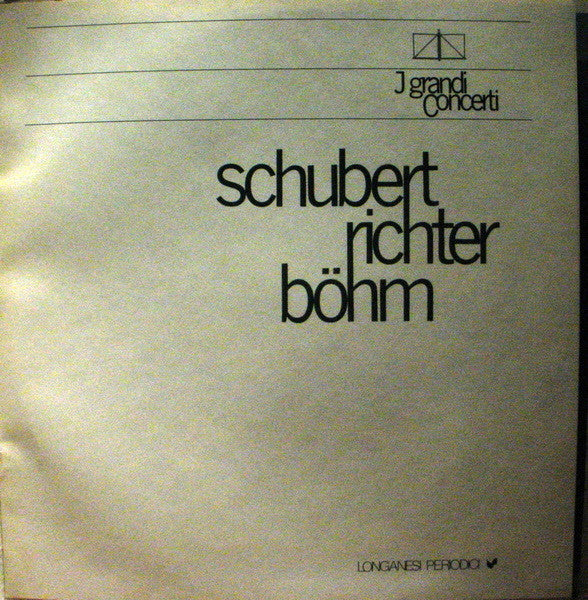 J grandi
Concerti
schubert
richter
böhm
LONGANESI PERIODICI